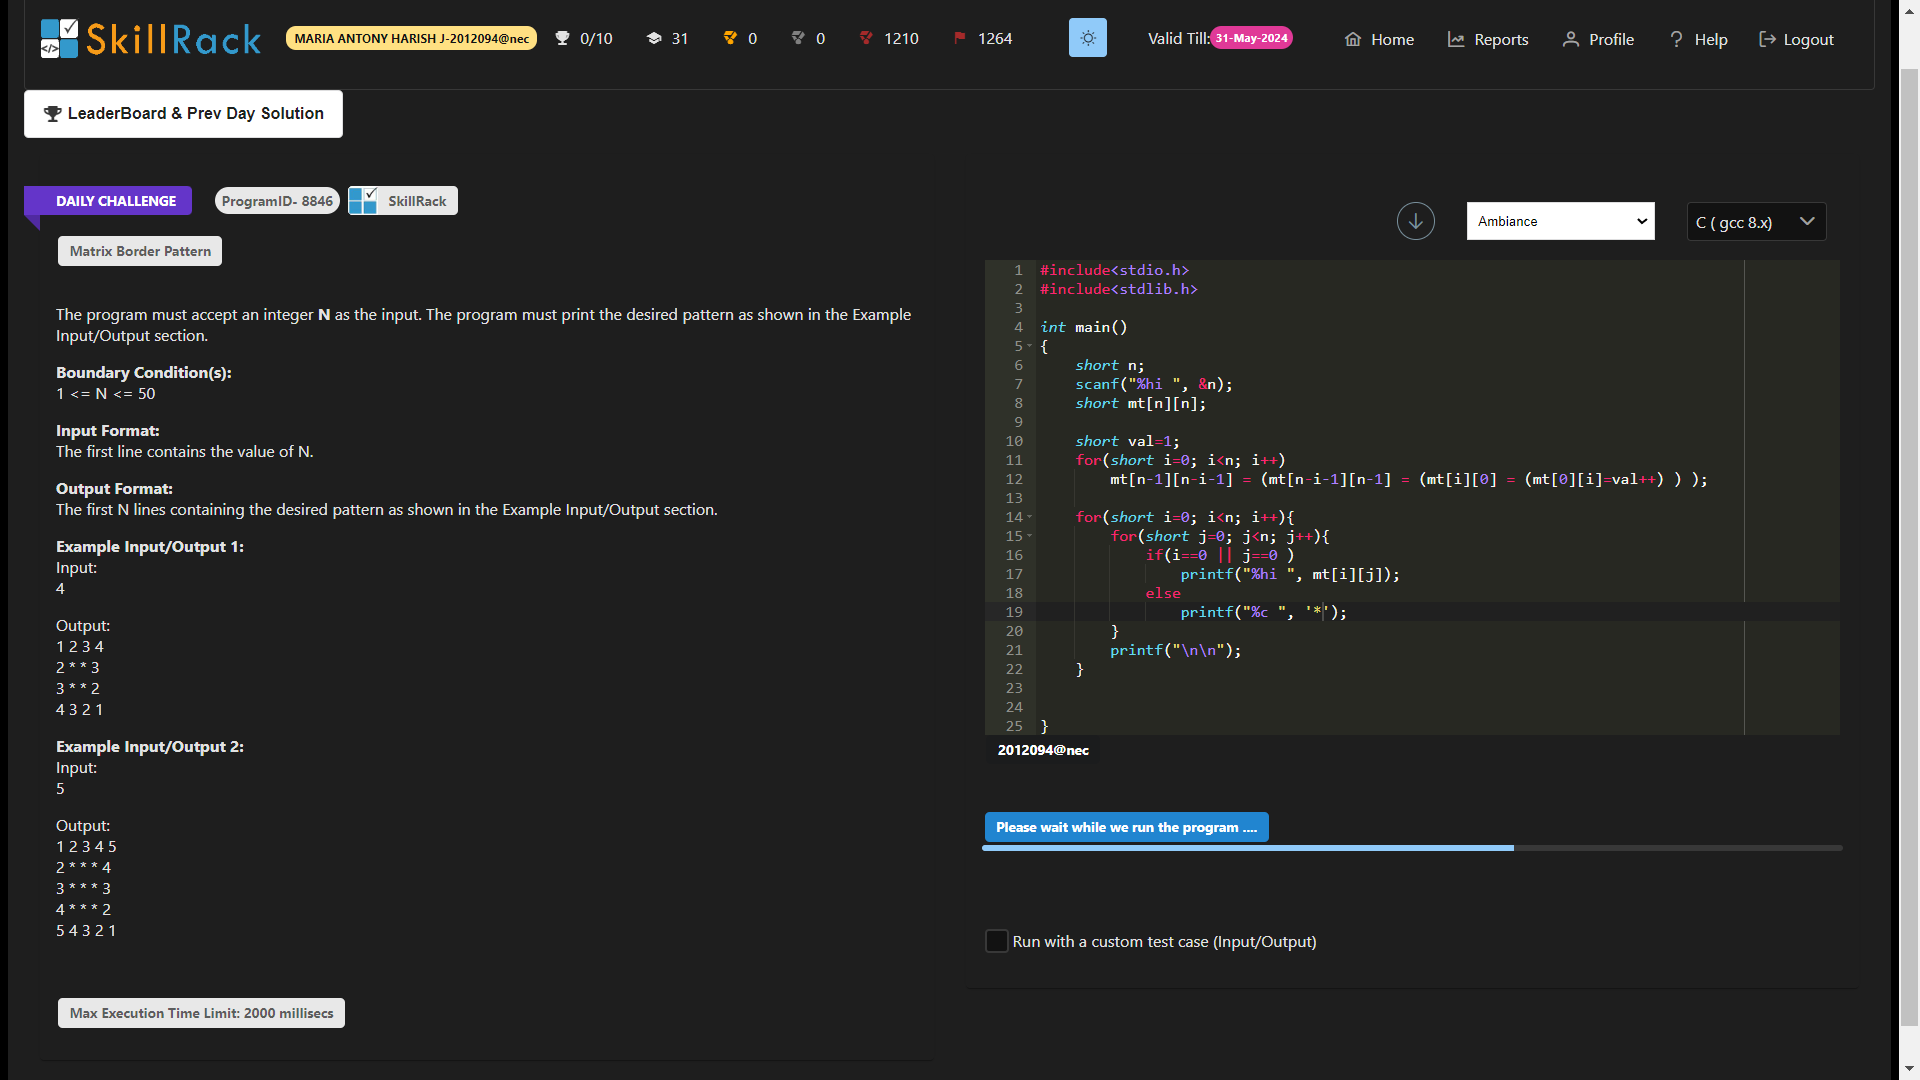 SkillRack
MARIA ANTONY HARISH J-2012094@nec
0/10
31
0
0
1210
1264
Valid Till: 31-May-2024
Home
Reports
Profile
? Help
Logout
LeaderBoard & Prev Day Solution
DAILY CHALLENGE
ProgramID- 8846
SkillRack
Matrix Border Pattern
The program must accept an integer N as the input. The program must print the desired pattern as shown in the Example
Input/Output section.
Boundary Condition(s):
1 <= N <= 50
Input Format:
The first line contains the value of N.
Output Format:
The first N lines containing the desired pattern as shown in the Example Input/Output section.
Example Input/Output 1:
Input:
4
Output:
1 2 3 4
2 * * 3
3 * * 2
4 3 2 1
Example Input/Output 2:
Input:
5
Output:
1 2 3 4 5
2 * * * 4
3 * * * 3
4 * * * 2
5 4 3 2 1
Max Execution Time Limit: 2000 millisecs
Ambiance
C ( gcc 8.x)
1 #include<stdio.h>
2 #include<stdlib.h>
3
4 int main()
5 {
6 short n;
7 scanf("%hi ", &n);
8 short mt[n][n];
9
10 short val=1;
11 for(short i=0; i<n; i++)
12 mt[n-1][n-i-1] = (mt[n-i-1][n-1] = (mt[i][0] = (mt[0][i]=val++) ) );
13
14 for(short i=0; i<n; i++){
15 for(short j=0; j<n; j++){
16 if(i==0 || j==0 )
17 printf("%hi ", mt[i][j]);
18 else
19 printf("%c ", '*');
20 }
21 printf("\n\n");
22 }
23
24
25 }
2012094@nec
Please wait while we run the program ....
Run with a custom test case (Input/Output)